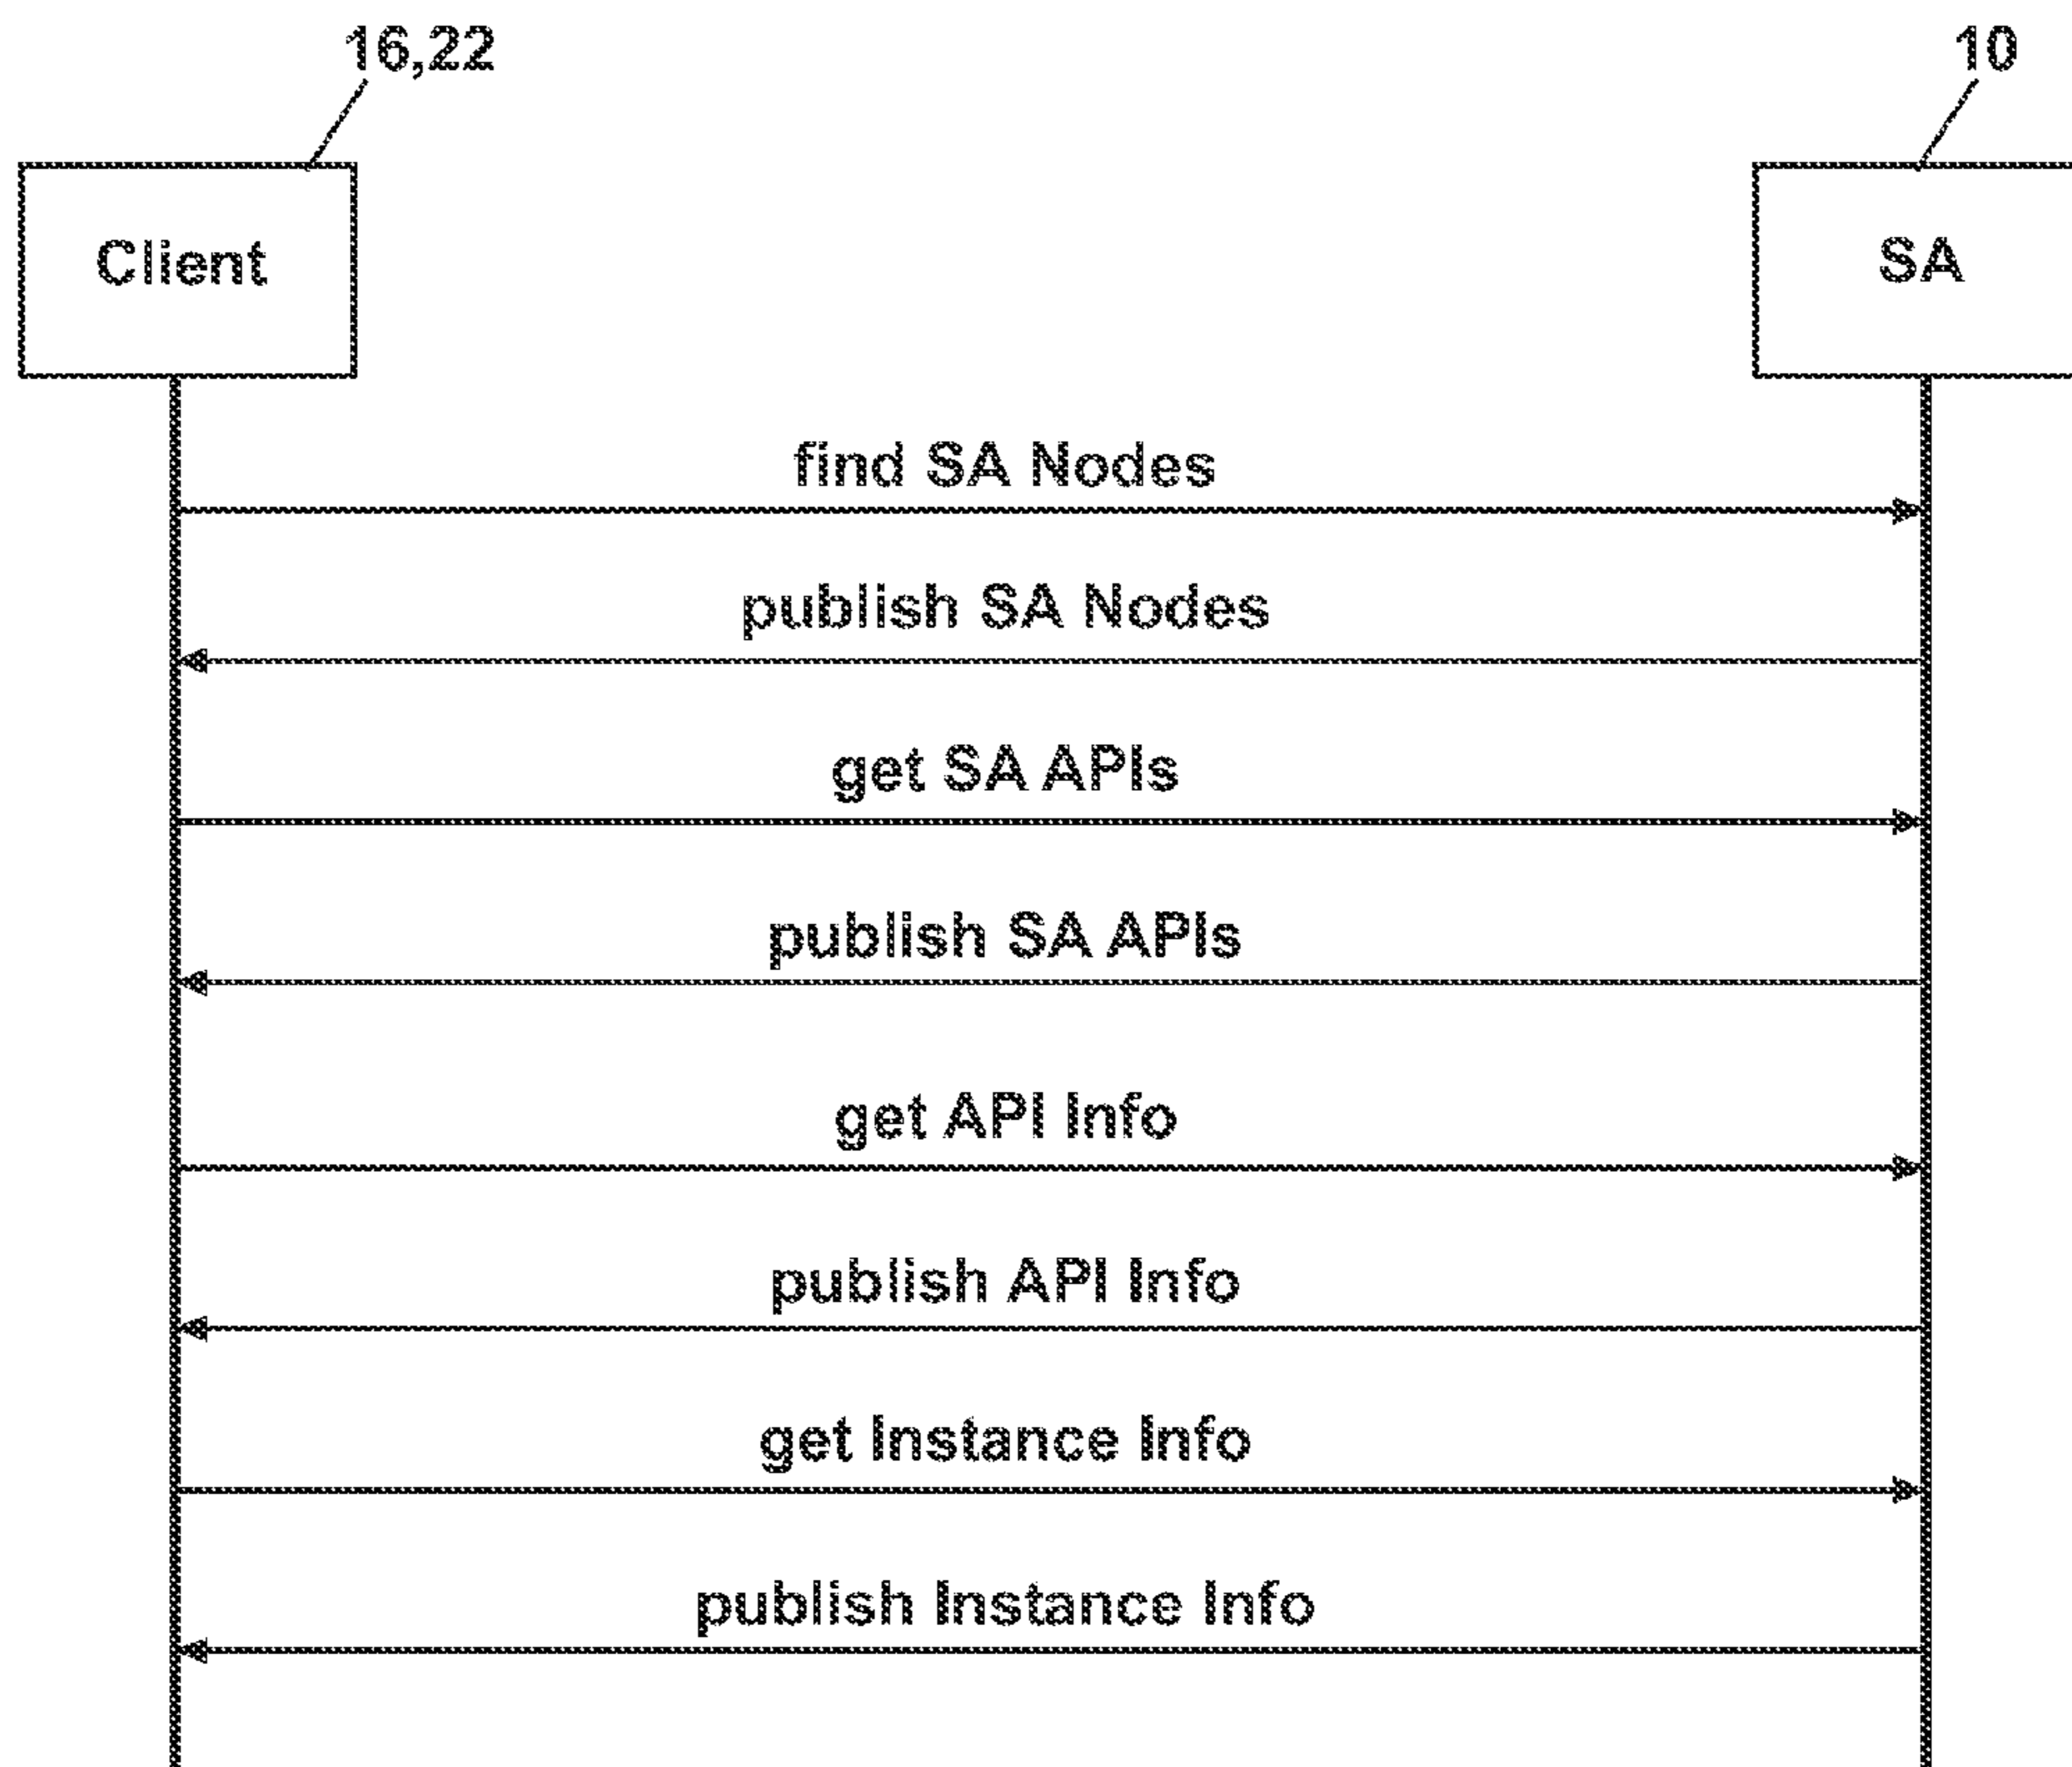 16,22
10
Client
SA
find SA Nodes
publish SA Nodes
get SA APIs
publish SA APIs
get API Info
publish API Info
get Instance Info
publish Instance Info